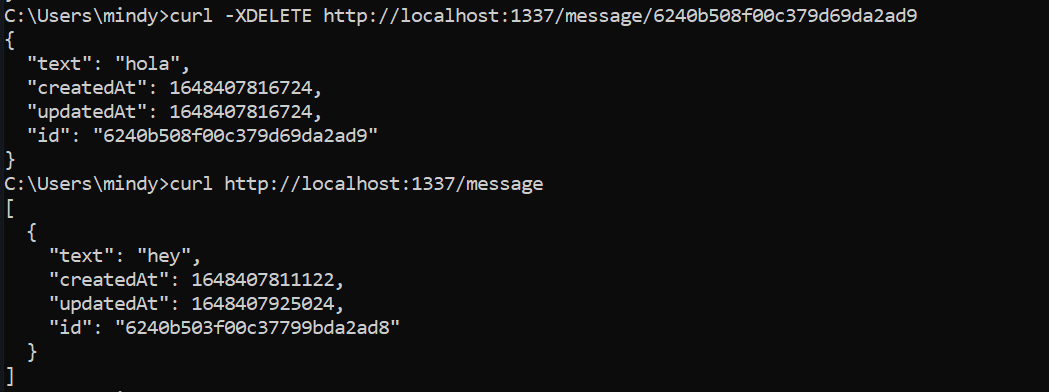 C:\Users\mindy>curl -XDELETE http://localhost:1337/message/6240b508f00c379d69da2ad9
{
  "text": "hola",
  "createdAt": 1648407816724,
  "updatedAt": 1648407816724,
  "id": "6240b508f00c379d69da2ad9"
}
C:\Users\mindy>curl http://localhost:1337/message
[
  {
    "text": "hey",
    "createdAt": 1648407811122,
    "updatedAt": 1648407925024,
    "id": "6240b503f00c37799bda2ad8"
  }
]